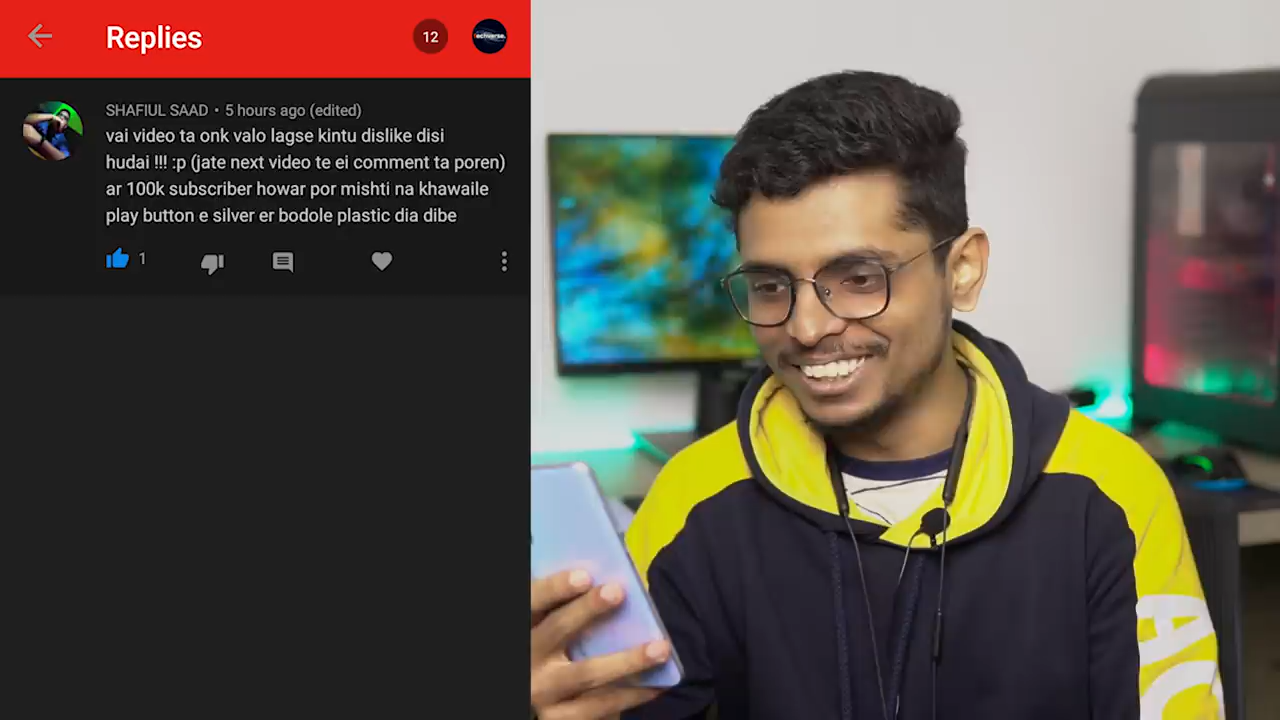 Replies
12
SHAFIUL SAAD • 5 hours ago (edited)
vai video ta onk valo lagse kintu dislike disi
hudai !!! :p (jate next video te ei comment ta poren)
ar 100k subscriber howar por mishti na khawaile
play button e silver er bodole plastic dia dibe
1